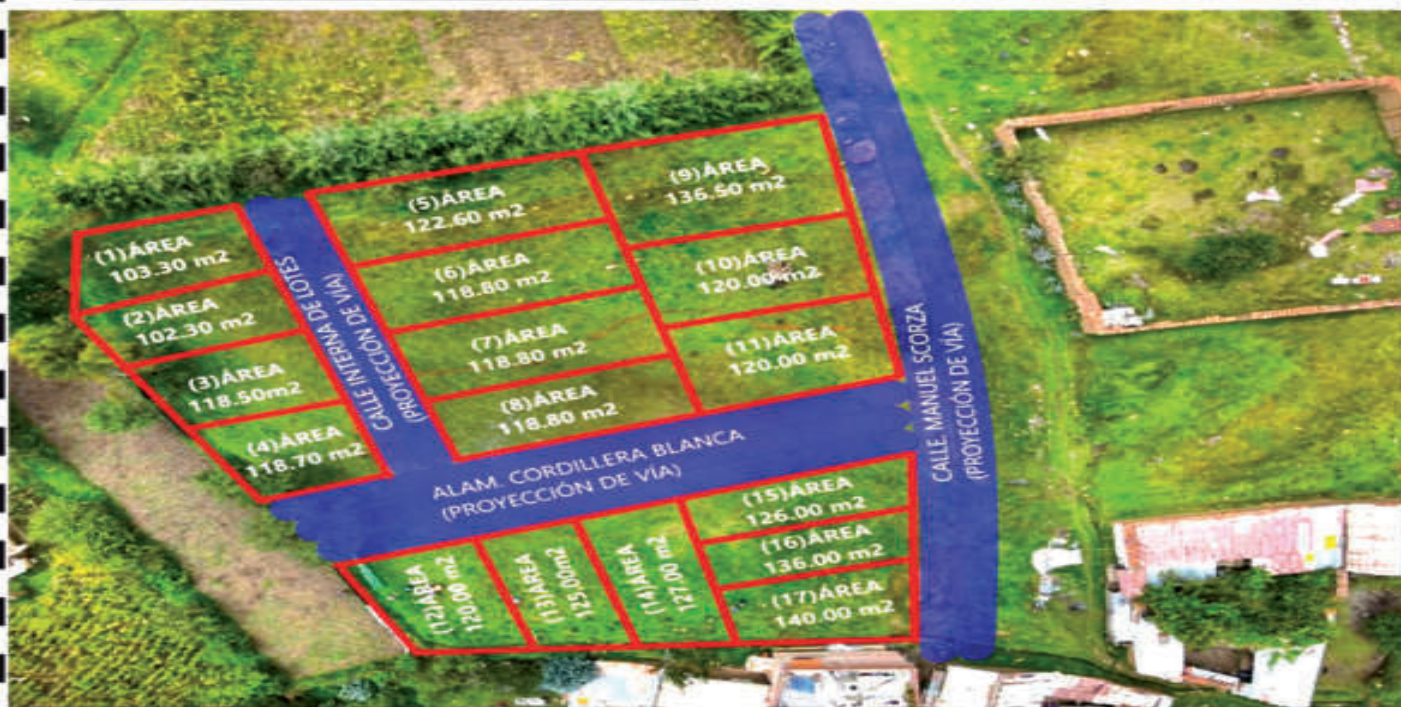 (1)ÁREA
103.30 m2
(2)ÁREA
102.30 m2
(3)ÁREA
118.50m2
(4)ÁREA
118.70 m2
CALLE INTERNA DE LOTES
(PROYECCION DE VIA)
(5)ÁREA
122.60 m2
(6)ÁREA
118.80 m2
(7)ÁREA
118.80 m2
(8)ÁREA
118.80 m2
(9)ÁREA
136.50 m2
(10)ÁREA
120.00 m2
(11)ÁREA
120.00 m2
CALLE MANUEL SCORZA
(PROYECCIÓN DE VÍA)
ALAM. CORDILLERA BLANCA
(PROYECCIÓN DE VÍA)
(12)ÁREA
120.00 m2
(13)ÁREA
125.00m2
(14)ÁREA
127.00 m2
(15)ÁREA
126.00 m2
(16)ÁREA
136.00 m2
(17)ÁREA
140.00 m2